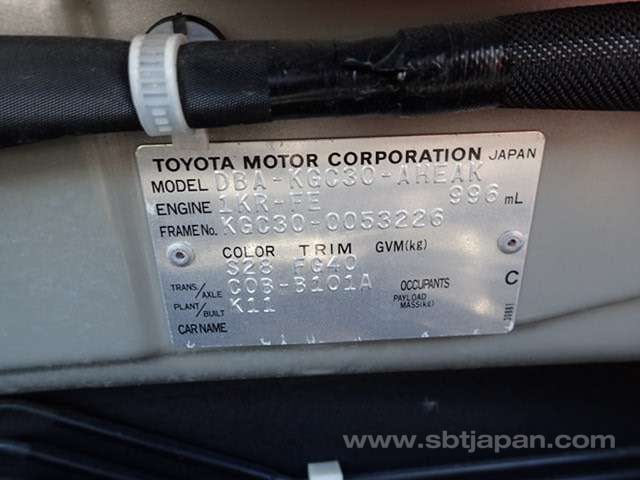 TOYOTA MOTOR CORPORATION JAPAN
MODEL DBA-KGC30-AHEAK
ENGINE 1KR-FE 996 mL
FRAME No. KGC30-0053226
COLOR TRIM GVM(kg)
S28 FG40
TRANS./AXLE C0B-B101A OCCUPANTS C
PLANT/BUILT K11 PAYLOAD MASS(kg)
CAR NAME
www.sbtjapan.com